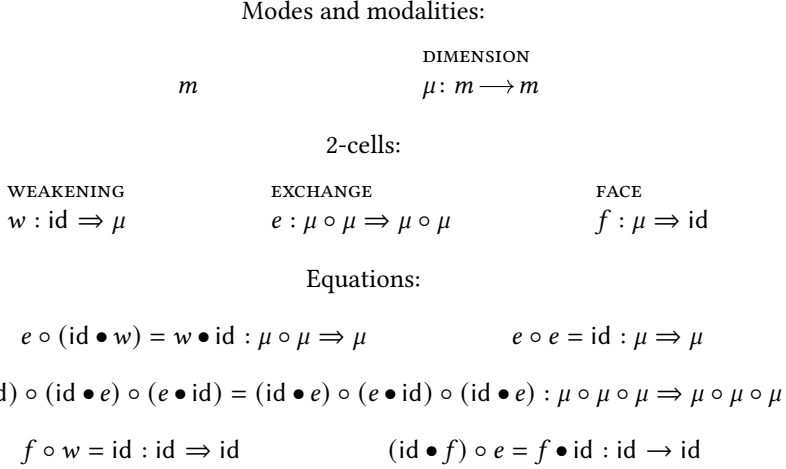 Modes and modalities:
DIMENSION
m μ: m ⟶ m
2-cells:
WEAKENING EXCHANGE FACE
w : id ⇒ μ e : μ ∘ μ ⇒ μ ∘ μ f : μ ⇒ id
Equations:
e ∘ (id • w) = w • id : μ ∘ μ ⇒ μ e ∘ e = id : μ ⇒ μ
d) ∘ (id • e) ∘ (e • id) = (id • e) ∘ (e • id) ∘ (id • e) : μ ∘ μ ∘ μ ⇒ μ ∘ μ ∘ μ
f ∘ w = id : id ⇒ id (id • f) ∘ e = f • id : id → id